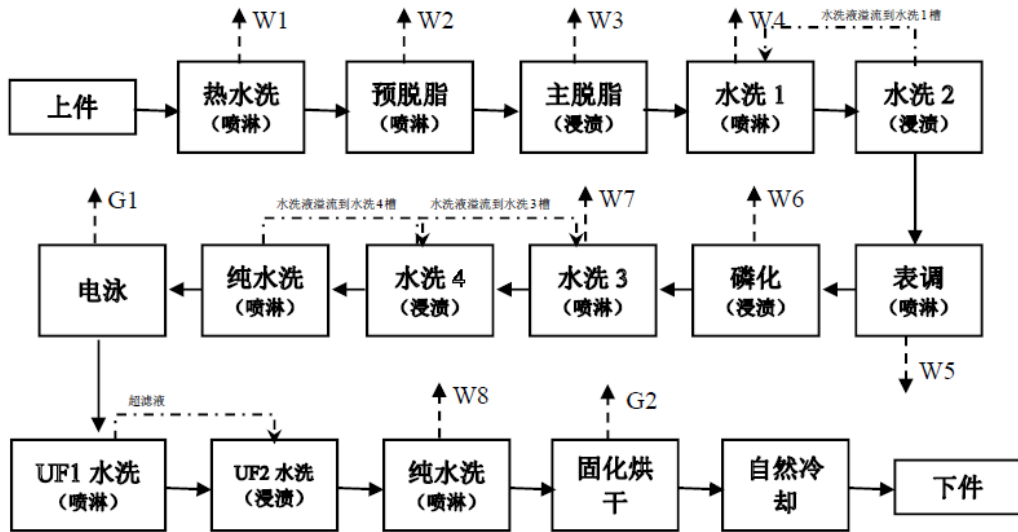 W1
W2
W3
W4
水洗液溢流到水洗1槽
上件
热水洗
(喷淋)
预脱脂
(喷淋)
主脱脂
(浸渍)
水洗 1
(喷淋)
水洗 2
(浸渍)
G1
水洗液溢流到水洗4槽
水洗液溢流到水洗3槽
W7
W6
电泳
纯水洗
(喷淋)
水洗 4
(浸渍)
水洗 3
(喷淋)
磷化
(浸渍)
表调
(喷淋)
W5
超滤液
W8
G2
UF1 水洗
(喷淋)
UF2 水洗
(浸渍)
纯水洗
(喷淋)
固化烘
干
自然冷
却
下件